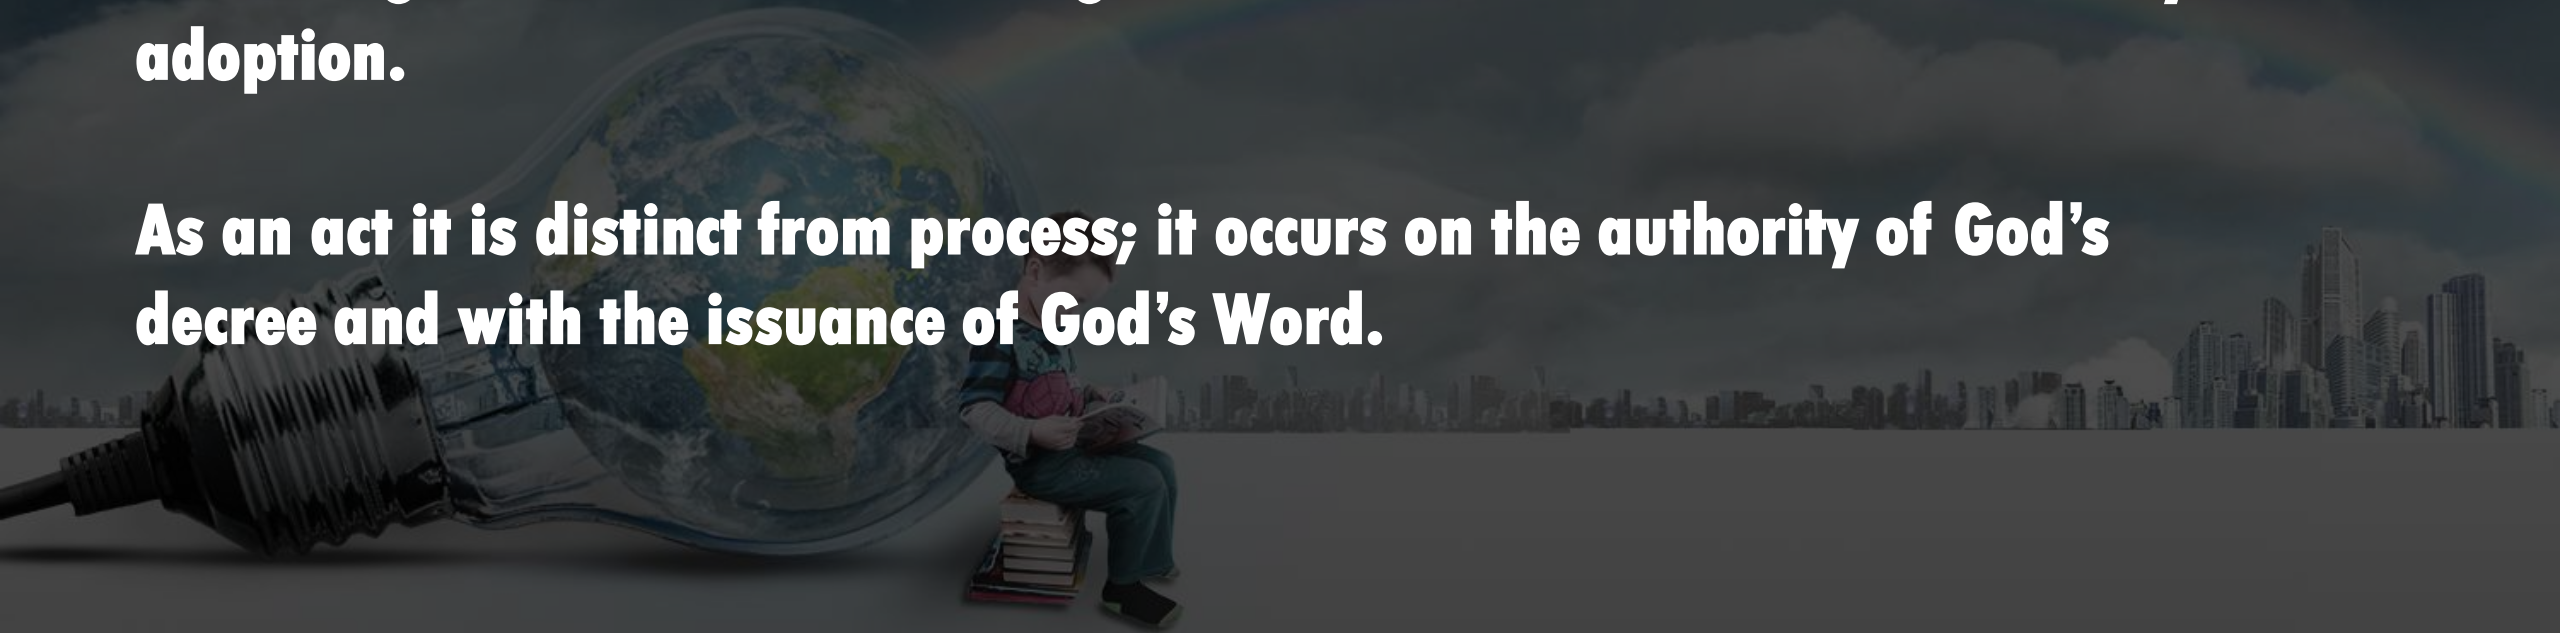 adoption.
As an act it is distinct from process; it occurs on the authority of God’s
decree and with the issuance of God’s Word.